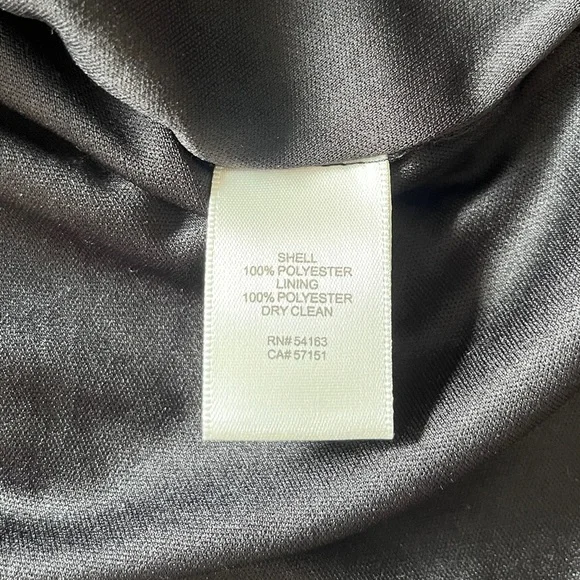 SHELL
100% POLYESTER
LINING
100% POLYESTER
DRY CLEAN
RN# 54163
CA# 57151